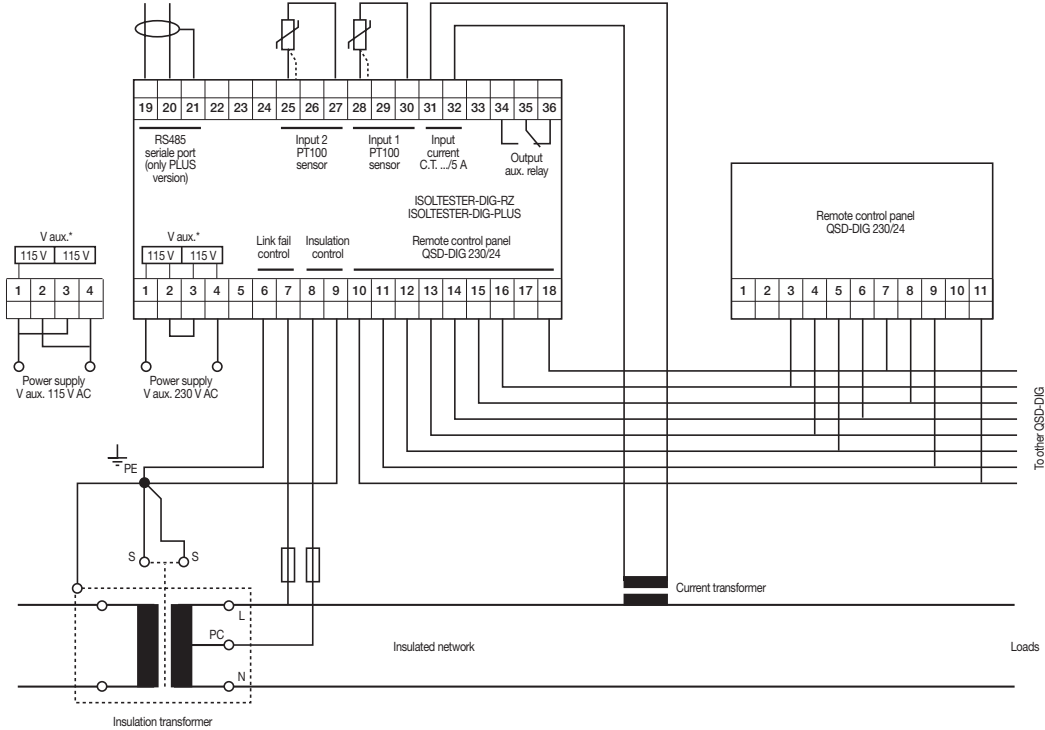 19 20 21 22 23 24 25 26 27 28 29 30 31 32 33 34 35 36
RS485
seriale port
(only PLUS
version)
Input 2
PT100
sensor
Input 1
PT100
sensor
Input
current
C.T. .../5 A
Output
aux. relay
ISOLTESTER-DIG-RZ
ISOLTESTER-DIG-PLUS
V aux.*
115 V 115 V
V aux.*
115 V 115 V
Link fail
control
Insulation
control
Remote control panel
QSD-DIG 230/24
Remote control panel
QSD-DIG 230/24
1 2 3 4
1 2 3 4 5 6 7 8 9 10 11 12 13 14 15 16 17 18
1 2 3 4 5 6 7 8 9 10 11
Power supply
V aux. 115 V AC
Power supply
V aux. 230 V AC
To other QSD-DIG
PE
S S
Current transformer
L
PC
Insulated network
Loads
N
Insulation transformer